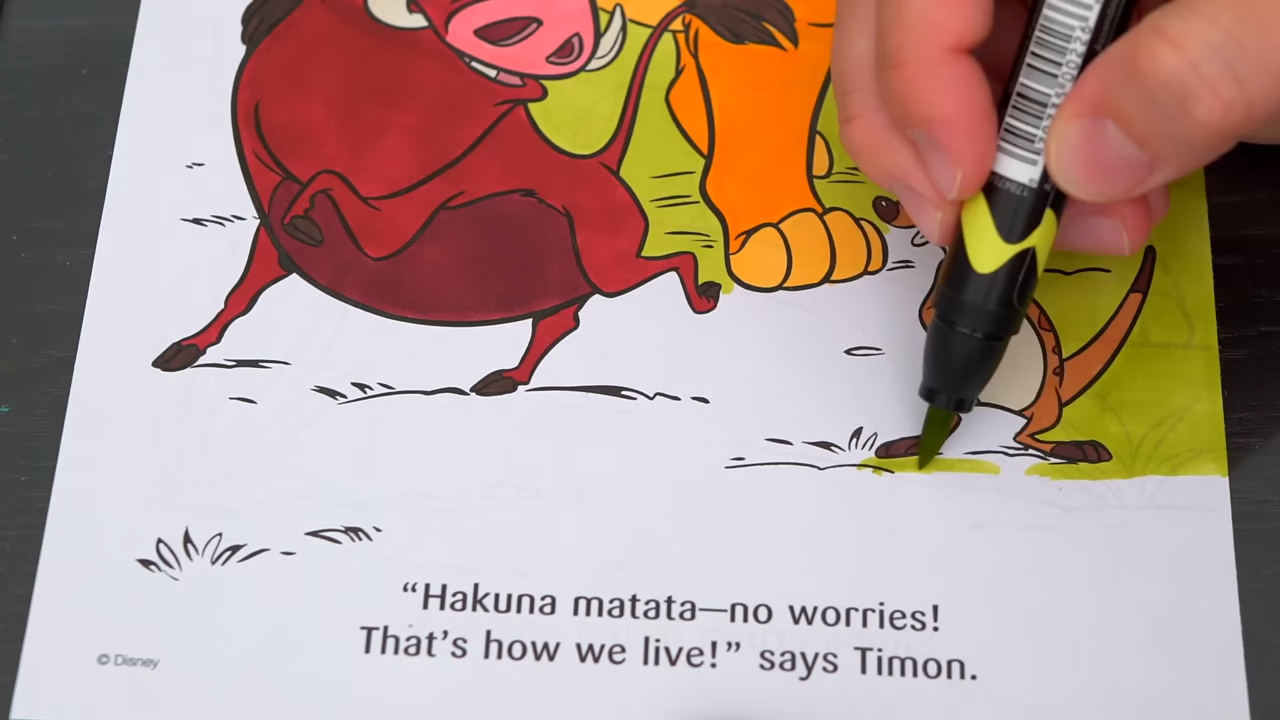 “Hakuna matata—no worries!
That’s how we live!” says Timon.
© Disney